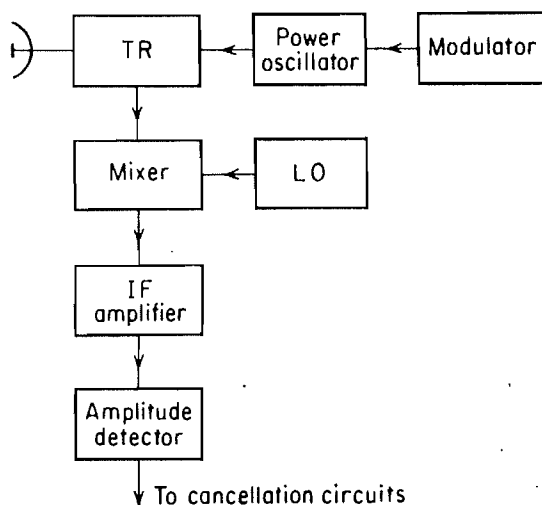 TR
Power
oscillator
Modulator
Mixer
LO
IF
amplifier
Amplitude
detector
To cancellation circuits